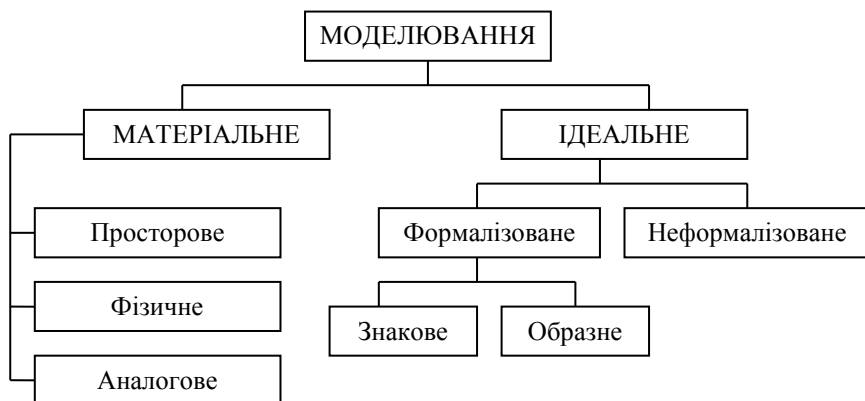 МОДЕЛЮВАННЯ
МАТЕРІАЛЬНЕ
ІДЕАЛЬНЕ
Просторове
Формалізоване
Неформалізоване
Фізичне
Знакове
Образне
Аналогове